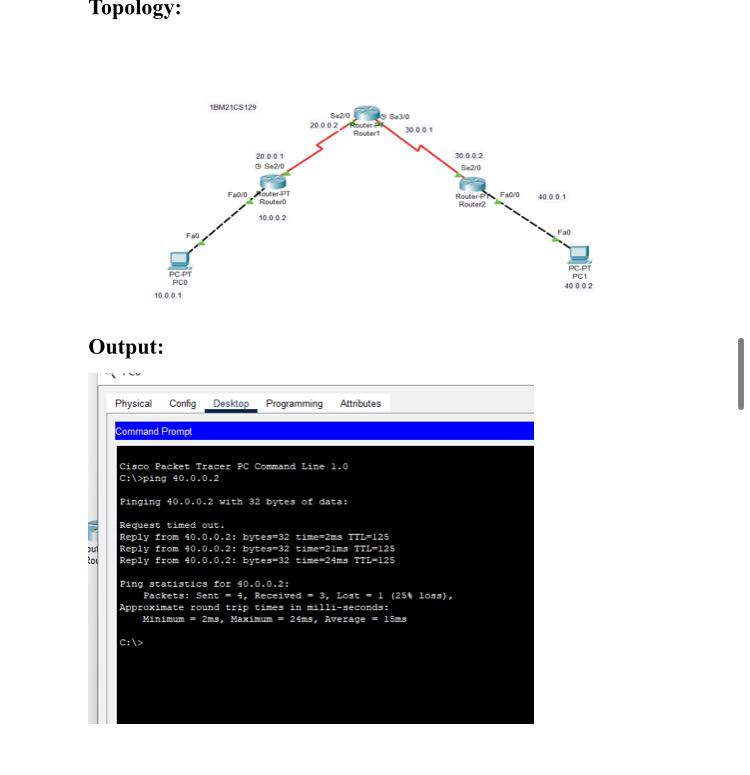 Topology:
1BM21CS129
Se2/0
Se3/0
20.0.0.2
Router-PT
Router1
30.0.0.1
20.0.0.1
Se2/0
30.0.0.2
Se2/0
Fa0/0
Router-PT
Router0
10.0.0.2
Router-PT
Router2
Fa0/0
40.0.0.1
Fa0
PC-PT
PC0
10.0.0.1
Fa0
PC-PT
PC1
40.0.0.2
Output:
Physical Config Desktop Programming Attributes
Command Prompt
Cisco Packet Tracer PC Command Line 1.0
C:\>ping 40.0.0.2
Pinging 40.0.0.2 with 32 bytes of data:
Request timed out.
Reply from 40.0.0.2: bytes=32 time=2ms TTL=125
Reply from 40.0.0.2: bytes=32 time=21ms TTL=125
Reply from 40.0.0.2: bytes=32 time=24ms TTL=125
Ping statistics for 40.0.0.2:
Packets: Sent = 4, Received = 3, Lost = 1 (25% loss),
Approximate round trip times in milli-seconds:
Minimum = 2ms, Maximum = 24ms, Average = 15ms
C:\>